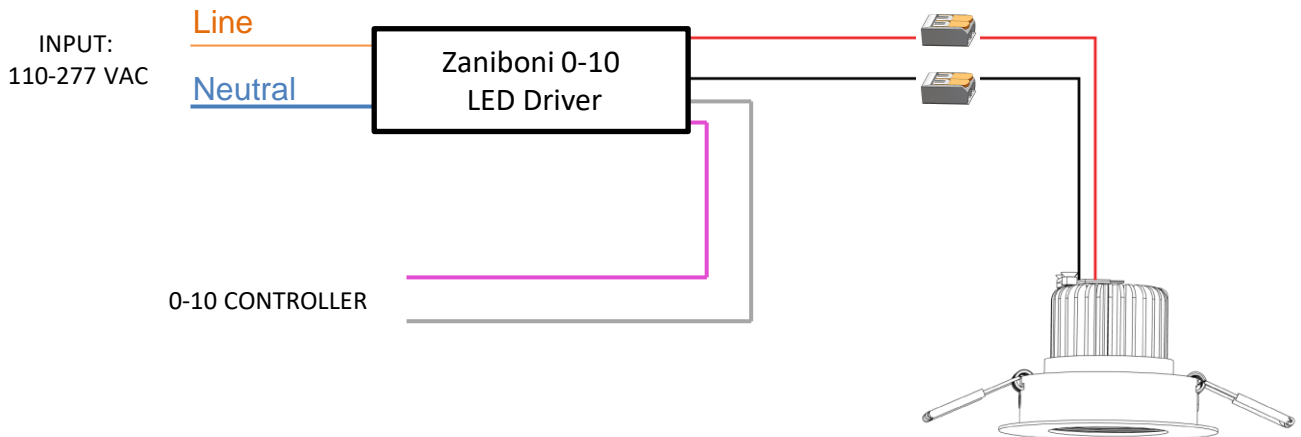 Line
INPUT:
110-277 VAC
Neutral
Zaniboni 0-10
LED Driver
0-10 CONTROLLER